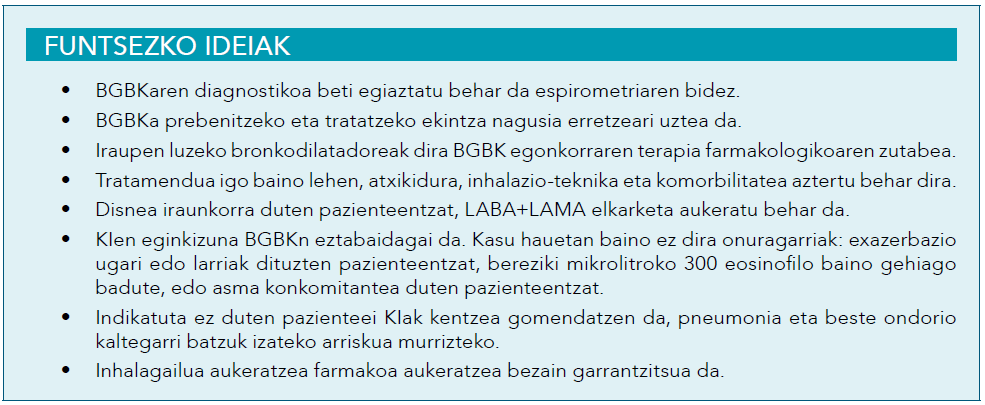 FUNTSEZKO IDEIAK
• BGBKaren diagnostikoa beti egiaztatu behar da espirometriaren bidez.
• BGBKa prebenitzeko eta tratatzeko ekintza nagusia erretzeari uztea da.
• Iraupen luzeko bronkodilatadoreak dira BGBK egonkorraren terapia farmakologikoaren zutabea.
• Tratamendua igo baino lehen, atxikidura, inhalazio-teknika eta komorbilitatea aztertu behar dira.
• Disnea iraunkorra duten pazienteentzat, LABA+LAMA elkarketa aukeratu behar da.
• KIen eginkizuna BGBKn eztabaidagai da. Kasu hauetan baino ez dira onuragarriak: exazerbazio
ugari edo larriak dituzten pazienteentzat, bereziki mikrolitroko 300 eosinofilo baino gehiago
badute, edo asma konkomitantea duten pazienteentzat.
• Indikatuta ez duten pazienteei KIak kentzea gomendatzen da, pneumonia eta beste ondorio
kaltegarri batzuk izateko arriskua murrizteko.
• Inhalagailua aukeratzea farmakoa aukeratzea bezain garrantzitsua da.